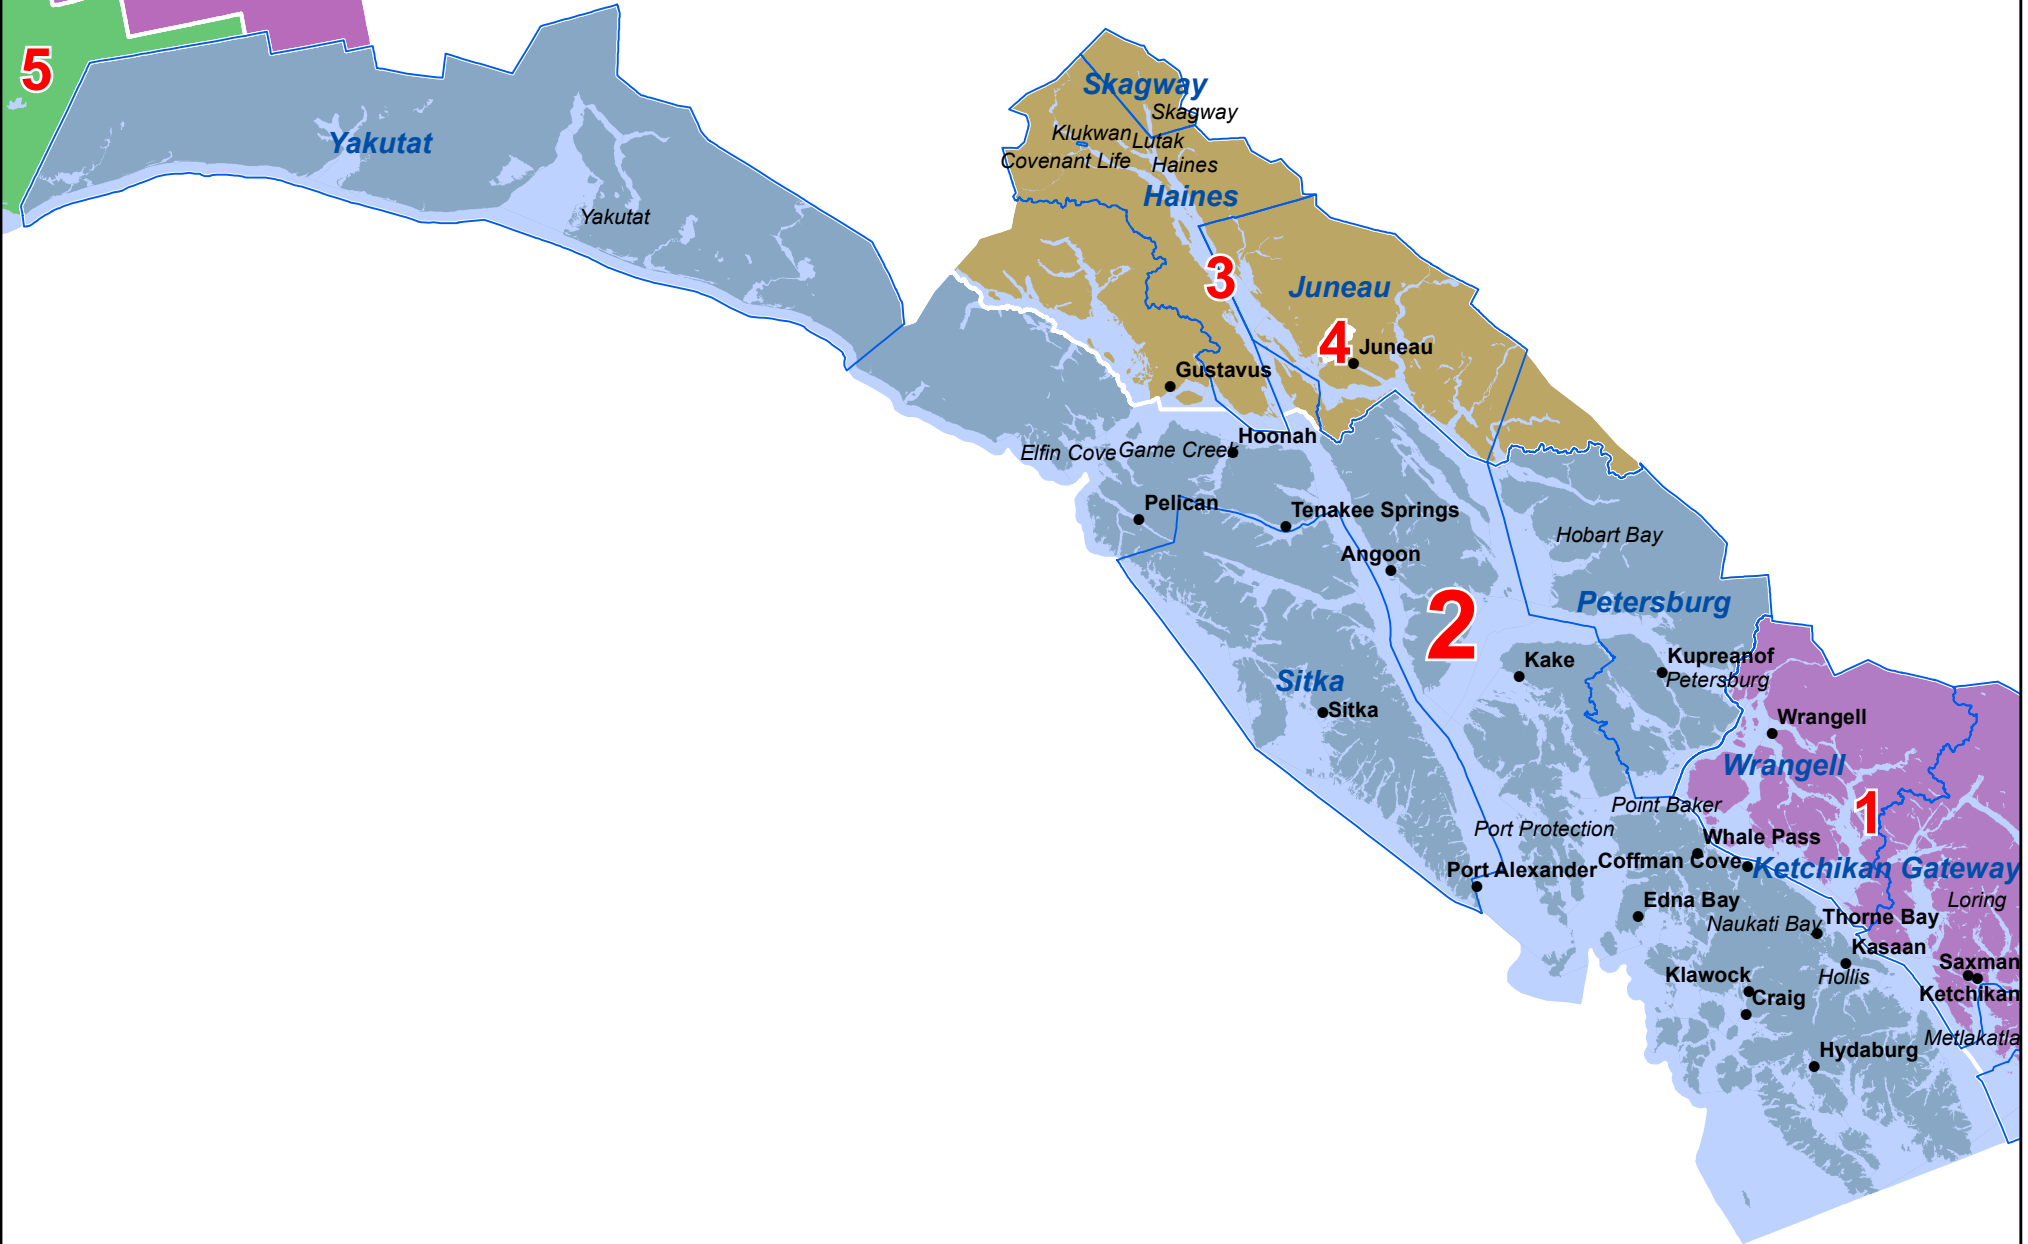 5
Skagway
Skagway
Klukwan
Lutak
Yakutat
Covenant Life
Haines
Haines
Yakutat
3
Juneau
4
Juneau
Gustavus
Hoonah
Elfin Cove
Game Creek
Pelican
Tenakee Springs
Hobart Bay
Angoon
Petersburg
2
Kake
Kupreanof
Petersburg
Sitka
Sitka
Wrangell
Wrangell
Point Baker
1
Port Protection
Whale Pass
Coffman Cove
Ketchikan Gateway
Port Alexander
Edna Bay
Loring
Naukati Bay
Thorne Bay
Kasaan
Saxman
Klawock
Hollis
Craig
Ketchikan
Metlakatla
Hydaburg